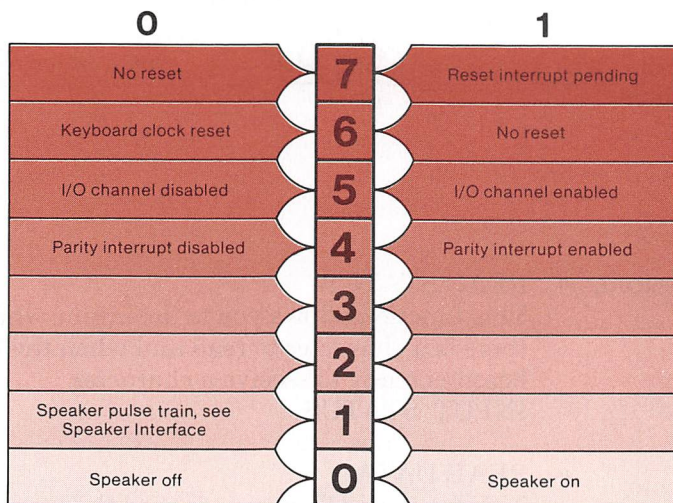 0 1
No reset 7 Reset interrupt pending
Keyboard clock reset 6 No reset
I/O channel disabled 5 I/O channel enabled
Parity interrupt disabled 4 Parity interrupt enabled
3
2
Speaker pulse train, see
Speaker Interface
1
Speaker off 0 Speaker on